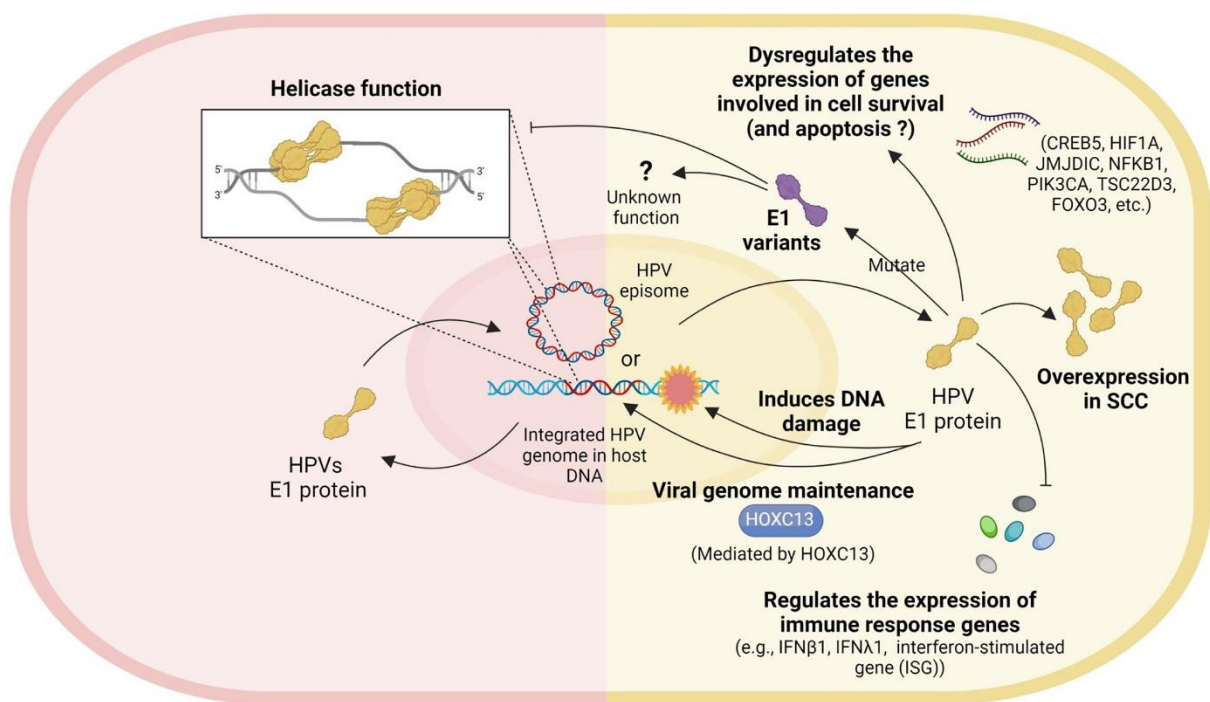 Helicase function
5'
3'
3'
5'
Dysregulates the
expression of genes
involved in cell survival
(and apoptosis ?)
(CREB5, HIF1A,
JMJDIC, NFKB1,
PIK3CA, TSC22D3,
FOXO3, etc.)
?
Unknown
function
E1
variants
Mutate
HPV
episome
or
Integrated HPV
genome in host
DNA
HPVs
E1 protein
Induces DNA
damage
HPV
E1 protein
Overexpression
in SCC
Viral genome maintenance
HOXC13
(Mediated by HOXC13)
Regulates the expression of
immune response genes
(e.g., IFNβ1, IFNλ1, interferon-stimulated
gene (ISG))